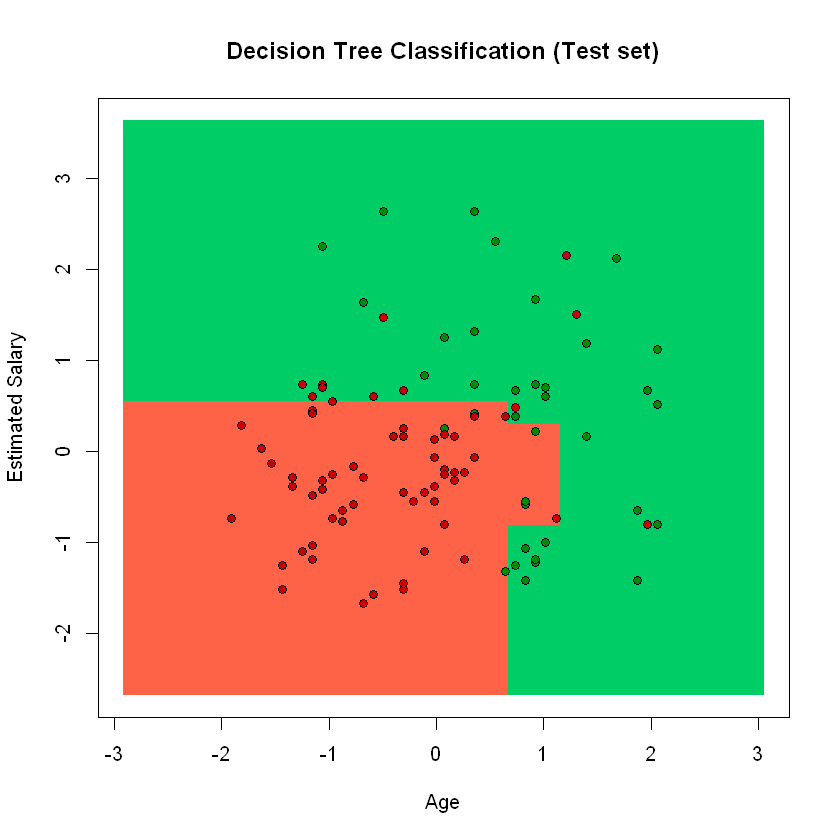 Decision Tree Classification (Test set)
Estimated Salary
3
2
1
0
-1
-2
-3 -2 -1 0 1 2 3
Age